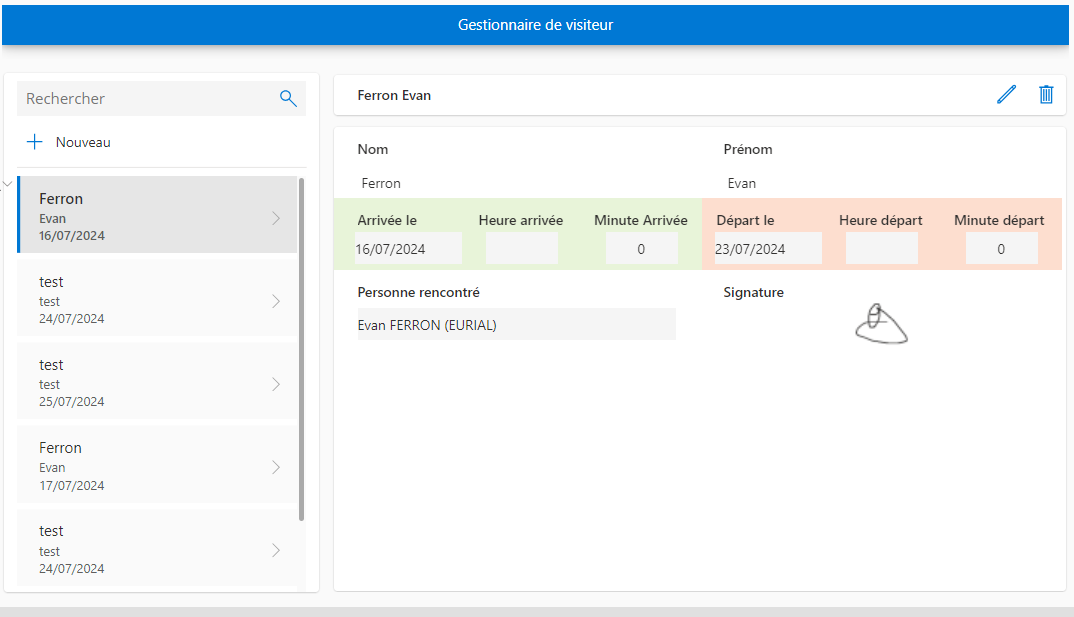 Gestionnaire de visiteur
Rechercher
Nouveau
Ferron
Evan
16/07/2024
test
test
24/07/2024
test
test
25/07/2024
Ferron
Evan
17/07/2024
test
test
24/07/2024
Ferron Evan
Nom Prénom
Ferron Evan
Arrivée le Heure arrivée Minute Arrivée Départ le Heure départ Minute départ
16/07/2024 0 23/07/2024 0
Personne rencontré Signature
Evan FERRON (EURIAL)